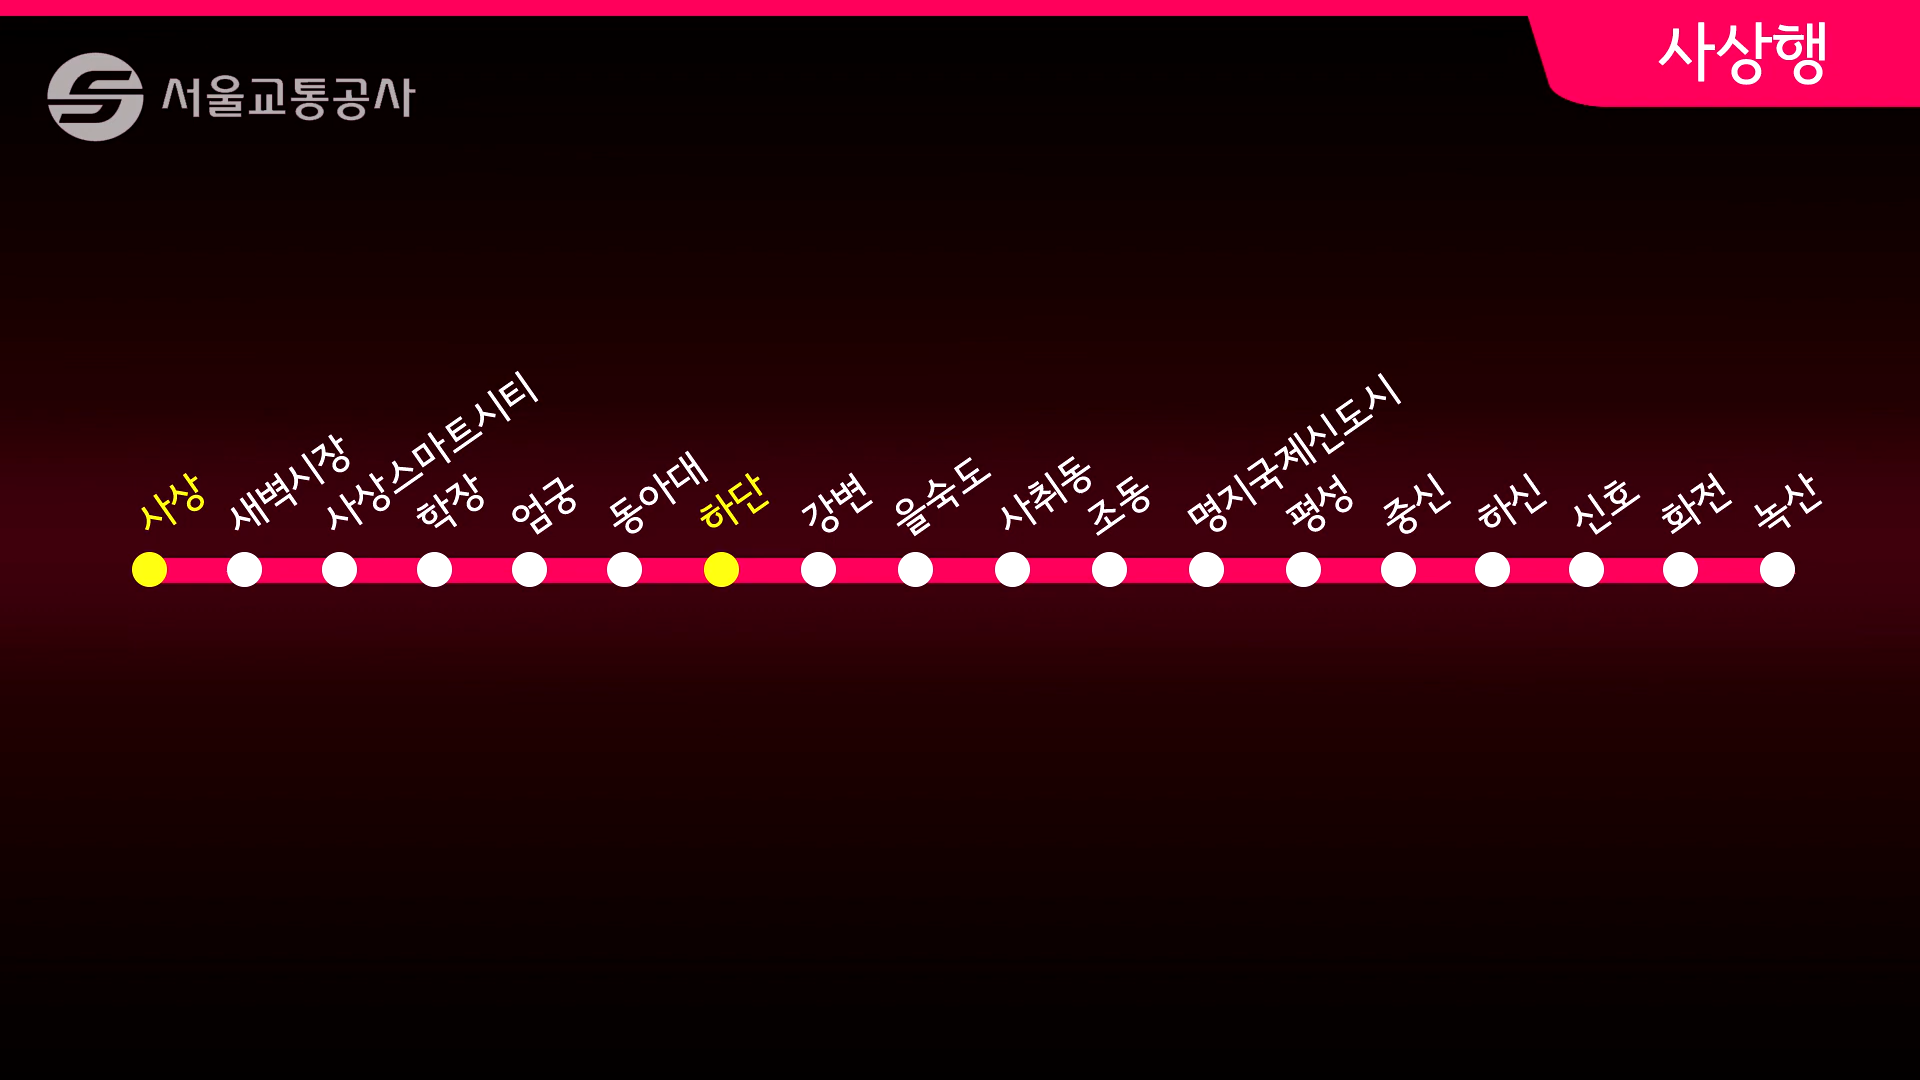 사상행
서울교통공사
사상
새벽시장
사상스마트시티
학장
엄궁
동아대
하단
강변
을숙도
사취동
조동
명지국제신도시
평성
중신
하신
신호
화전
녹산